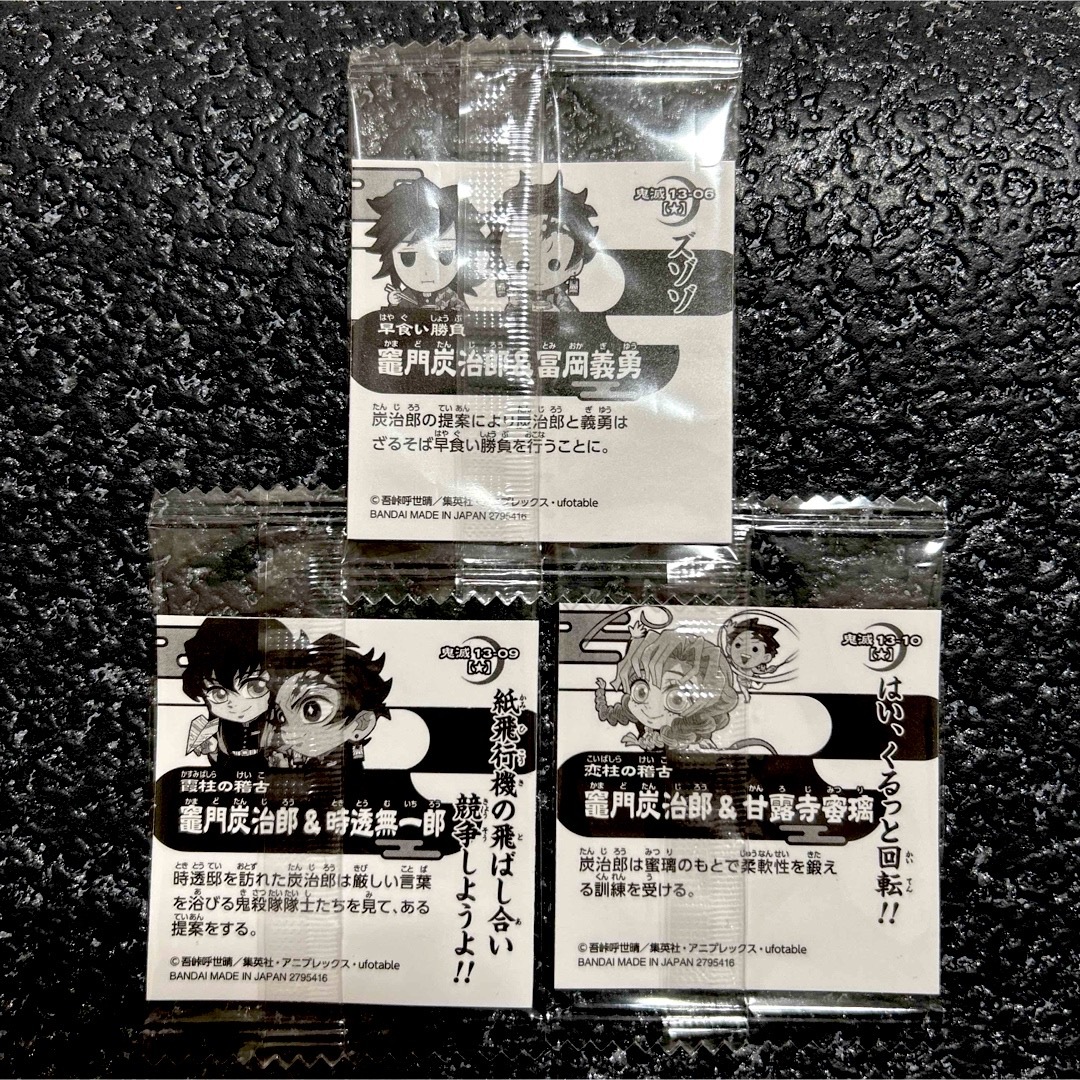 鬼滅 13-06
[★]
ズゾゾ
早食い勝負
竈門炭治郎&冨岡義勇
炭治郎の提案により炭治郎と義勇は
ざるそば早食い勝負を行うことに。
©吾峠呼世晴／集英社・アニプレックス・ufotable
BANDAI MADE IN JAPAN 2795416
鬼滅 13-09
[★]
紙飛行機の飛ばし合い
競争しようよ!!
霞柱の稽古
竈門炭治郎&時透無一郎
時透邸を訪れた炭治郎は厳しい言葉
を浴びる鬼殺隊隊士たちを見て、ある
提案をする。
©吾峠呼世晴／集英社・アニプレックス・ufotable
BANDAI MADE IN JAPAN 2795416
鬼滅 13-10
[★]
はい、くるっと回転!!
恋柱の稽古
竈門炭治郎&甘露寺蜜璃
炭治郎は蜜璃のもとで柔軟性を鍛え
る訓練を受ける。
©吾峠呼世晴／集英社・アニプレックス・ufotable
BANDAI MADE IN JAPAN 2795416